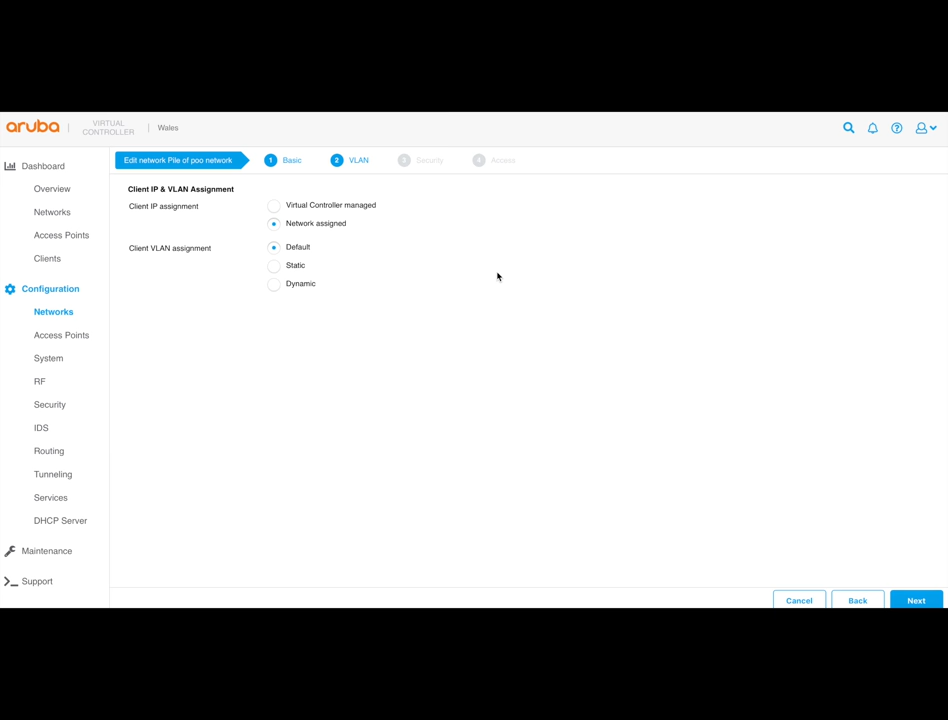 aruba VIRTUAL CONTROLLER Wales
Dashboard
Overview
Networks
Access Points
Clients
Configuration
Networks
Access Points
System
RF
Security
IDS
Routing
Tunneling
Services
DHCP Server
Maintenance
Support
Edit network Pile of poo network 1 Basic 2 VLAN 3 Security 4 Access
Client IP & VLAN Assignment
Client IP assignment
Virtual Controller managed
Network assigned
Client VLAN assignment
Default
Static
Dynamic
Cancel Back Next